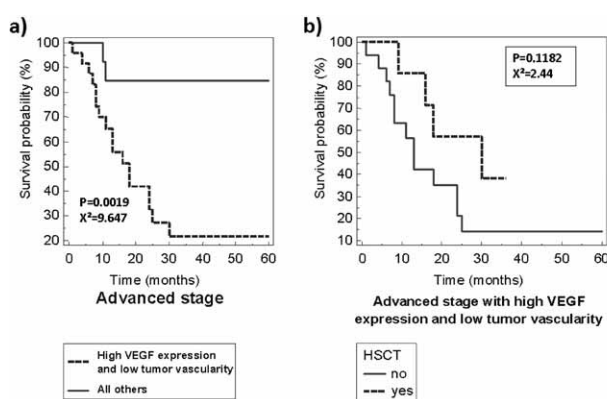 a)
Survival probability (%)
100
90
80
70
60
50
40
30
20
P=0.0019
X²=9.647
0 10 20 30 40 50 60
Time (months)
Advanced stage
High VEGF expression
and low tumor vascularity
All others
b)
Survival probability (%)
100
90
80
70
60
50
40
30
20
10
P=0.1182
X²=2.44
0 10 20 30 40 50 60
Time (months)
Advanced stage with high VEGF
expression and low tumor vascularity
HSCT
no
yes